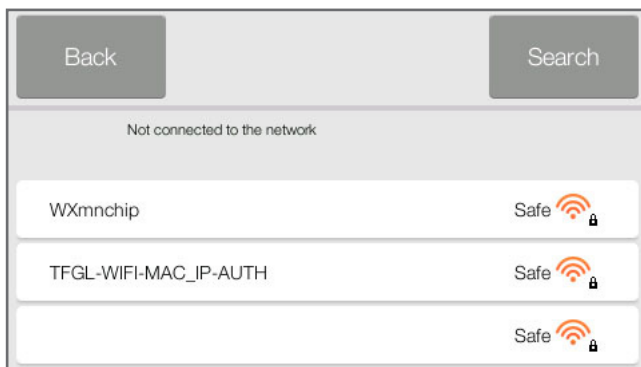 Back Search
Not connected to the network
WXmnchip Safe
TFGL-WIFI-MAC_IP-AUTH Safe
Safe